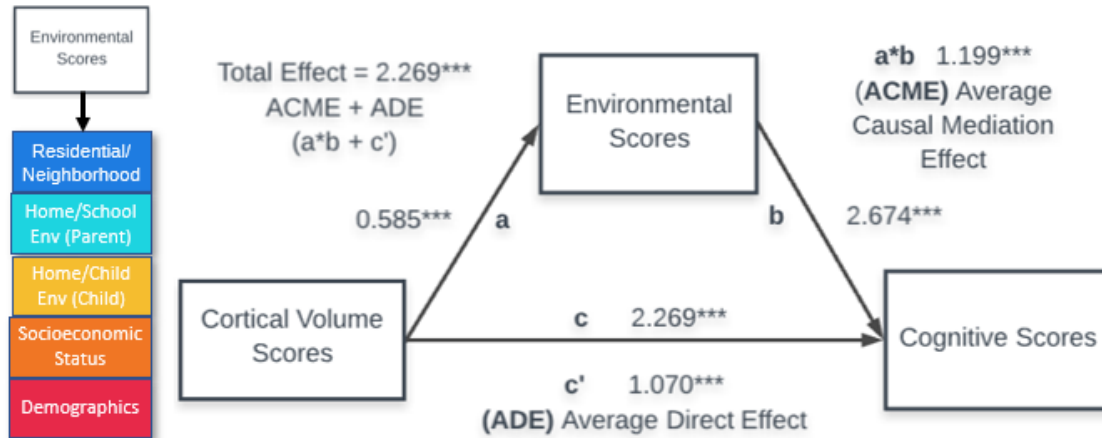 Environmental
Scores
Residential/
Neighborhood
Home/School
Env (Parent)
Home/Child
Env (Child)
Socioeconomic
Status
Demographics
Total Effect = 2.269***
ACME + ADE
(a*b + c')
Environmental
Scores
a*b 1.199***
(ACME) Average
Causal Mediation
Effect
0.585*** a
b 2.674***
Cortical Volume
Scores
c 2.269***
c' 1.070***
(ADE) Average Direct Effect
Cognitive Scores